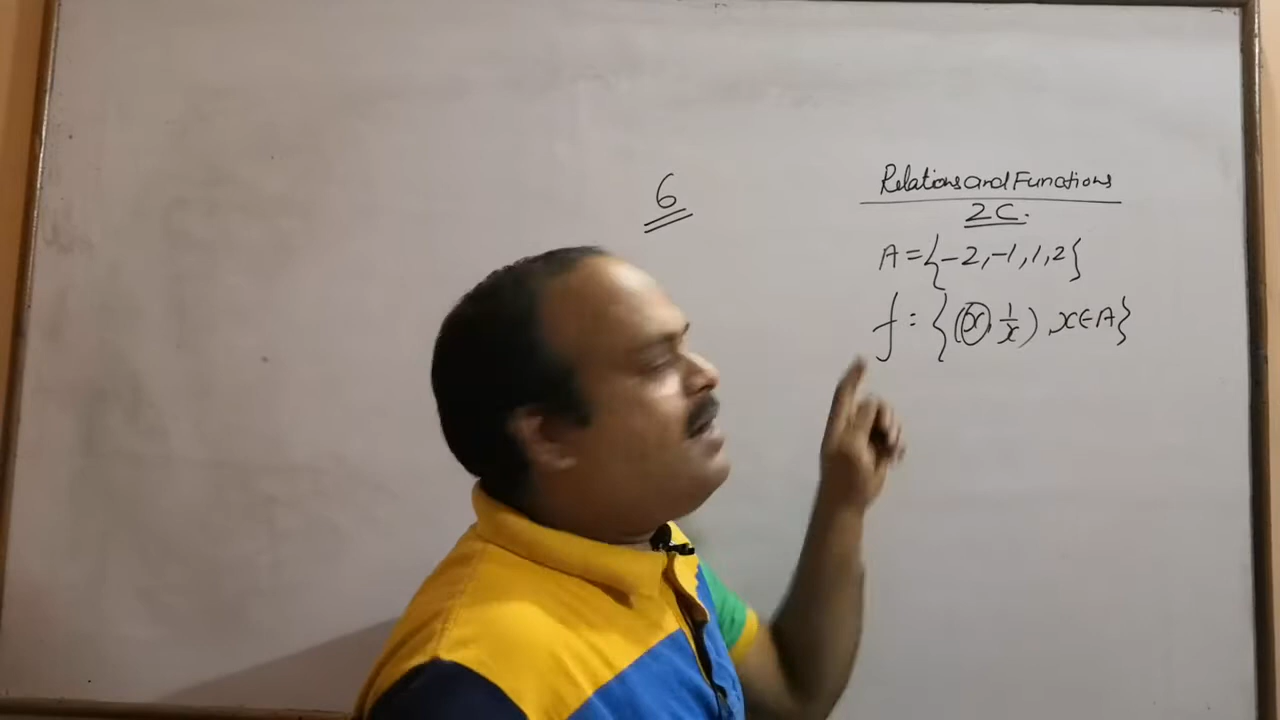 6
Relations and Functions
2C.
A = {-2, -1, 1, 2}
f = {(x, 1/x), x ∈ A}